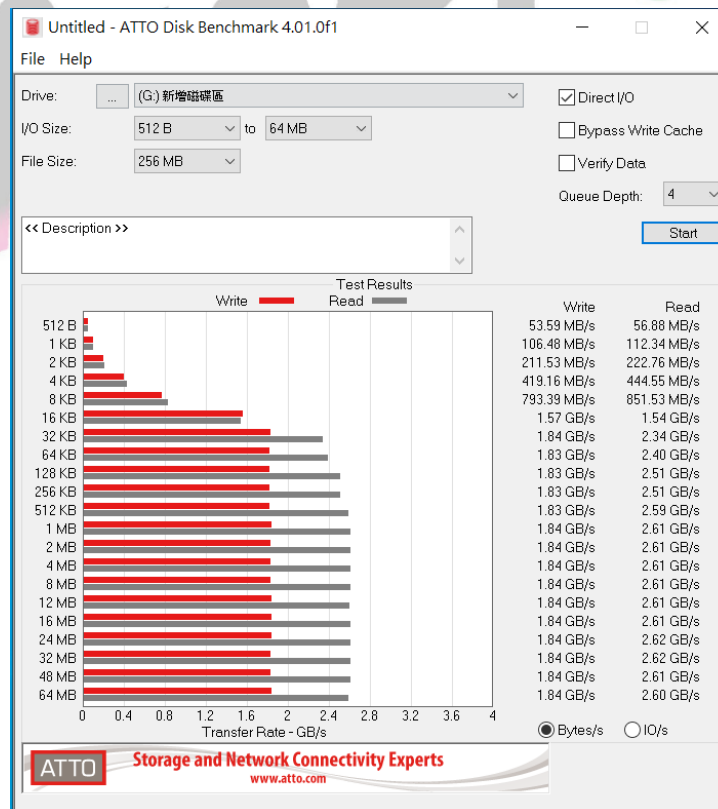 Untitled - ATTO Disk Benchmark 4.01.0f1
File Help
Drive: ... (G:) 新增磁碟區
Direct I/O
I/O Size: 512 B to 64 MB
Bypass Write Cache
File Size: 256 MB
Verify Data
Queue Depth: 4
<< Description >>
Start
Test Results
Write Read Write Read
512 B 53.59 MB/s 56.88 MB/s
1 KB 106.48 MB/s 112.34 MB/s
2 KB 211.53 MB/s 222.76 MB/s
4 KB 419.16 MB/s 444.55 MB/s
8 KB 793.39 MB/s 851.53 MB/s
16 KB 1.57 GB/s 1.54 GB/s
32 KB 1.84 GB/s 2.34 GB/s
64 KB 1.83 GB/s 2.40 GB/s
128 KB 1.83 GB/s 2.51 GB/s
256 KB 1.83 GB/s 2.51 GB/s
512 KB 1.83 GB/s 2.59 GB/s
1 MB 1.84 GB/s 2.61 GB/s
2 MB 1.84 GB/s 2.61 GB/s
4 MB 1.84 GB/s 2.61 GB/s
8 MB 1.84 GB/s 2.61 GB/s
12 MB 1.84 GB/s 2.61 GB/s
16 MB 1.84 GB/s 2.61 GB/s
24 MB 1.84 GB/s 2.62 GB/s
32 MB 1.84 GB/s 2.62 GB/s
48 MB 1.84 GB/s 2.61 GB/s
64 MB 1.84 GB/s 2.60 GB/s
0 0.4 0.8 1.2 1.6 2 2.4 2.8 3.2 3.6 4
Transfer Rate - GB/s
Bytes/s IO/s
ATTO Storage and Network Connectivity Experts
www.atto.com